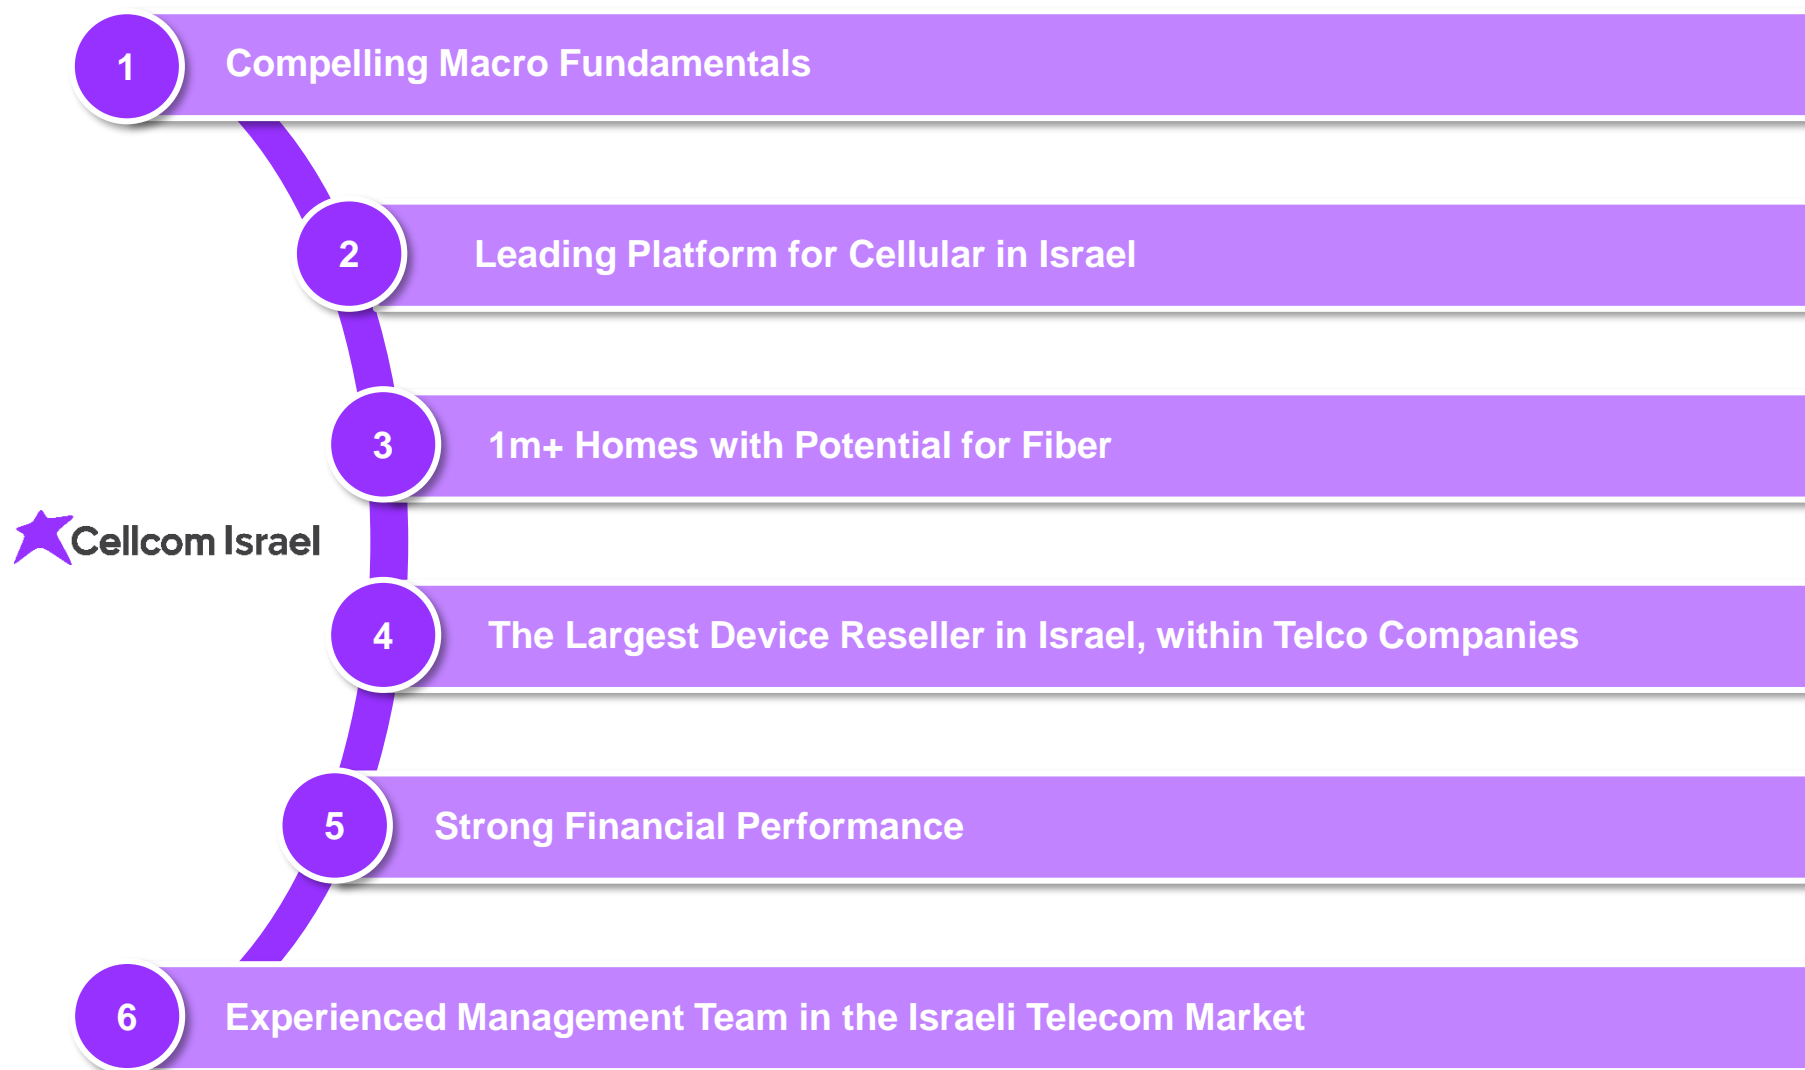 1
Compelling Macro Fundamentals
2
Leading Platform for Cellular in Israel
3
1m+ Homes with Potential for Fiber
Cellcom Israel
4
The Largest Device Reseller in Israel, within Telco Companies
5
Strong Financial Performance
6
Experienced Management Team in the Israeli Telecom Market